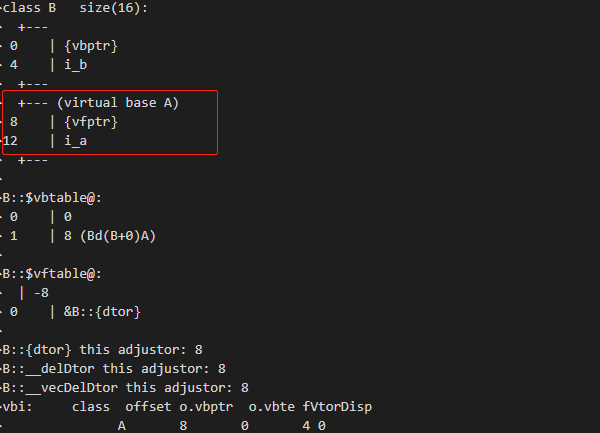 >class B   size(16):
>  +---
> 0    | {vbptr}
> 4    | i_b
>  +---
>  +--- (virtual base A)
> 8    | {vfptr}
>12    | i_a
>  +---
>
>B::$vbtable@:
> 0    | 0
> 1    | 8 (Bd(B+0)A)
>
>B::$vftable@:
>  | -8
> 0    | &B::{dtor}
>
>B::{dtor} this adjustor: 8
>B::__delDtor this adjustor: 8
>B::__vecDelDtor this adjustor: 8
>vbi:     class  offset o.vbptr  o.vbte fVtorDisp
>              A       8       0       4 0